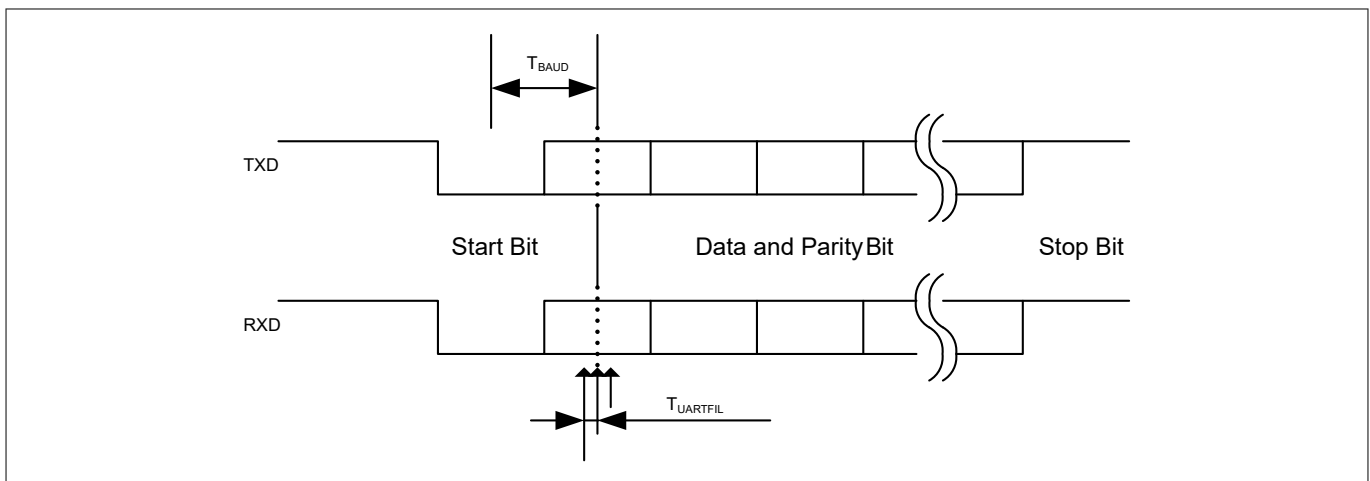 TBAUD
TXD
Start Bit
Data and Parity Bit
Stop Bit
RXD
TUARTFIL